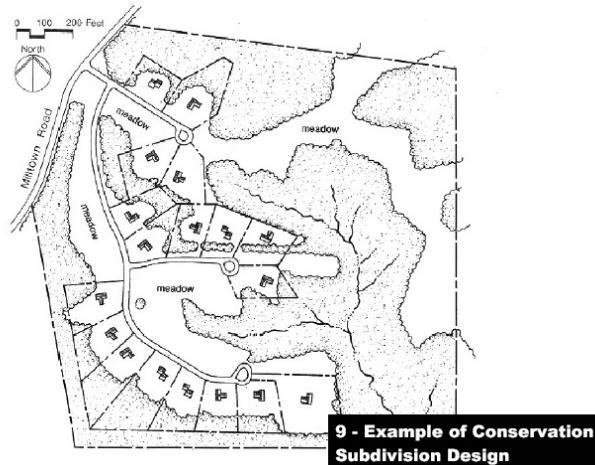 0 100 200 Feet
North
Milltown Road
meadow
meadow
meadow
meadow
9 - Example of Conservation
Subdivision Design